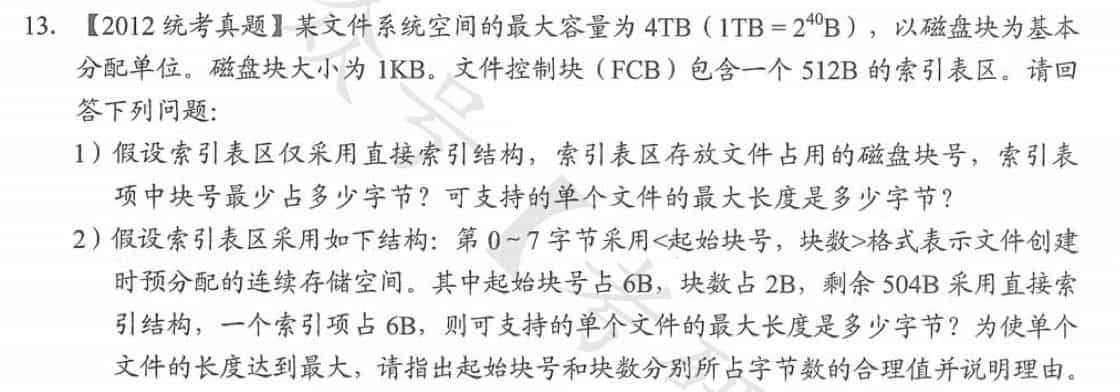 13. 【2012 统考真题】某文件系统空间的最大容量为 4TB（1TB = 2⁴⁰B），以磁盘块为基本
分配单位。磁盘块大小为 1KB。文件控制块（FCB）包含一个 512B 的索引表区。请回
答下列问题：
1）假设索引表区仅采用直接索引结构，索引表区存放文件占用的磁盘块号，索引表
项中块号最少占多少字节？可支持的单个文件的最大长度是多少字节？
2）假设索引表区采用如下结构：第 0~7 字节采用<起始块号，块数>格式表示文件创建
时预分配的连续存储空间。其中起始块号占 6B，块数占 2B，剩余 504B 采用直接索
引结构，一个索引项占 6B，则可支持的单个文件的最大长度是多少字节？为使单个
文件的长度达到最大，请指出起始块号和块数分别所占字节数的合理值并说明理由。
众号【考研